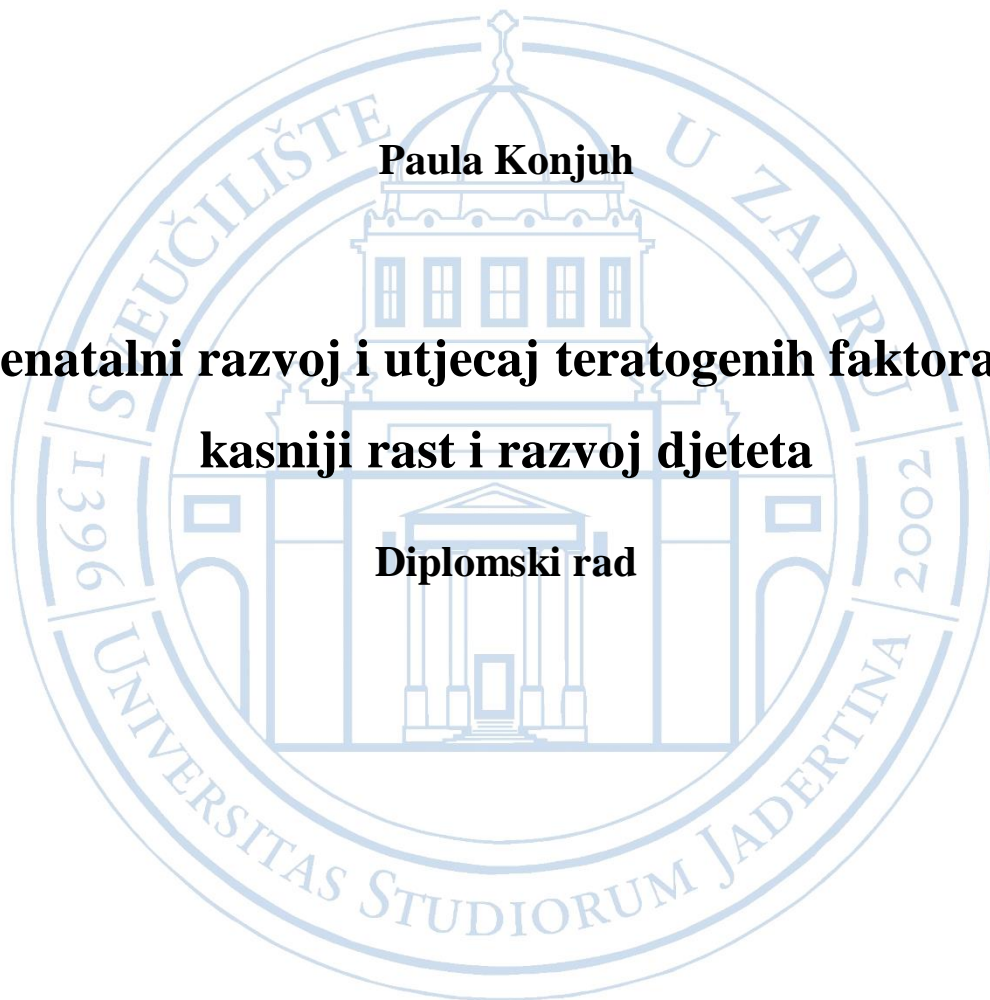 Paula Konjuh
enatalni razvoj i utjecaj teratogenih faktora
kasniji rast i razvoj djeteta
Diplomski rad
SVEUČILIŠTE U ZADRU
1396
2002
UNIVERSITAS STUDIORUM JADERTINA